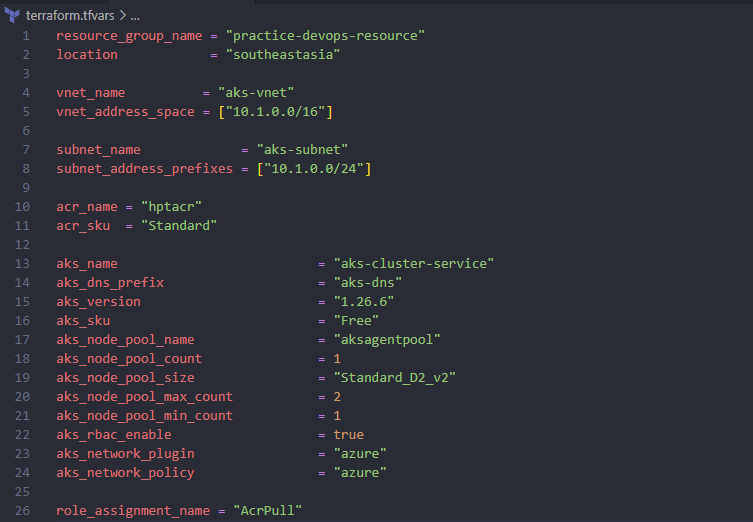 terraform.tfvars > ...
1 resource_group_name = "practice-devops-resource"
2 location            = "southeastasia"
3
4 vnet_name          = "aks-vnet"
5 vnet_address_space = ["10.1.0.0/16"]
6
7 subnet_name             = "aks-subnet"
8 subnet_address_prefixes = ["10.1.0.0/24"]
9
10 acr_name = "hptacr"
11 acr_sku  = "Standard"
12
13 aks_name                          = "aks-cluster-service"
14 aks_dns_prefix                    = "aks-dns"
15 aks_version                       = "1.26.6"
16 aks_sku                           = "Free"
17 aks_node_pool_name                = "aksagentpool"
18 aks_node_pool_count               = 1
19 aks_node_pool_size                = "Standard_D2_v2"
20 aks_node_pool_max_count           = 2
21 aks_node_pool_min_count           = 1
22 aks_rbac_enable                   = true
23 aks_network_plugin                = "azure"
24 aks_network_policy                = "azure"
25
26 role_assignment_name = "AcrPull"